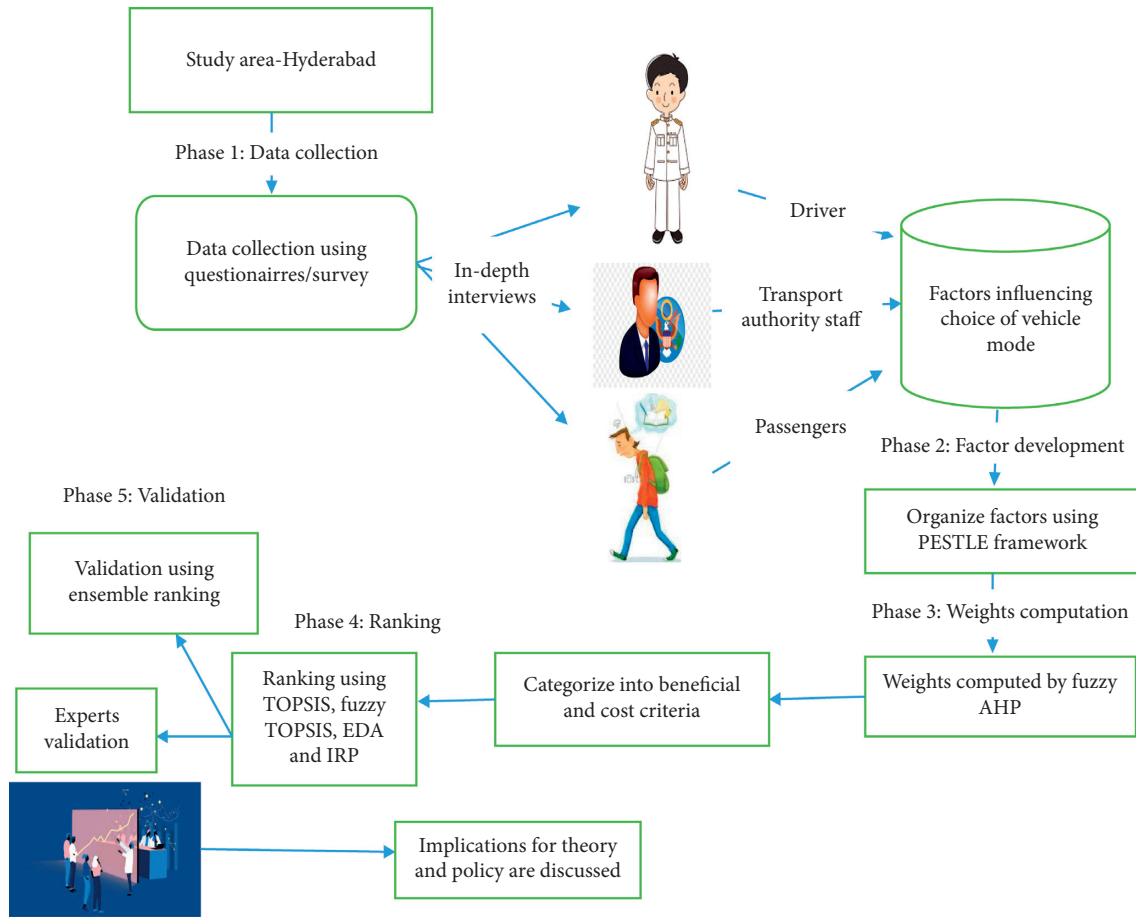 Study area-Hyderabad
Phase 1: Data collection
Data collection using
questionairres/survey
In-depth
interviews
Driver
Transport
authority staff
Passengers
Factors influencing
choice of vehicle
mode
Phase 2: Factor development
Organize factors using
PESTLE framework
Phase 3: Weights computation
Weights computed by fuzzy
AHP
Categorize into beneficial
and cost criteria
Phase 4: Ranking
Ranking using
TOPSIS, fuzzy
TOPSIS, EDA
and IRP
Phase 5: Validation
Validation using
ensemble ranking
Experts
validation
Implications for theory
and policy are discussed